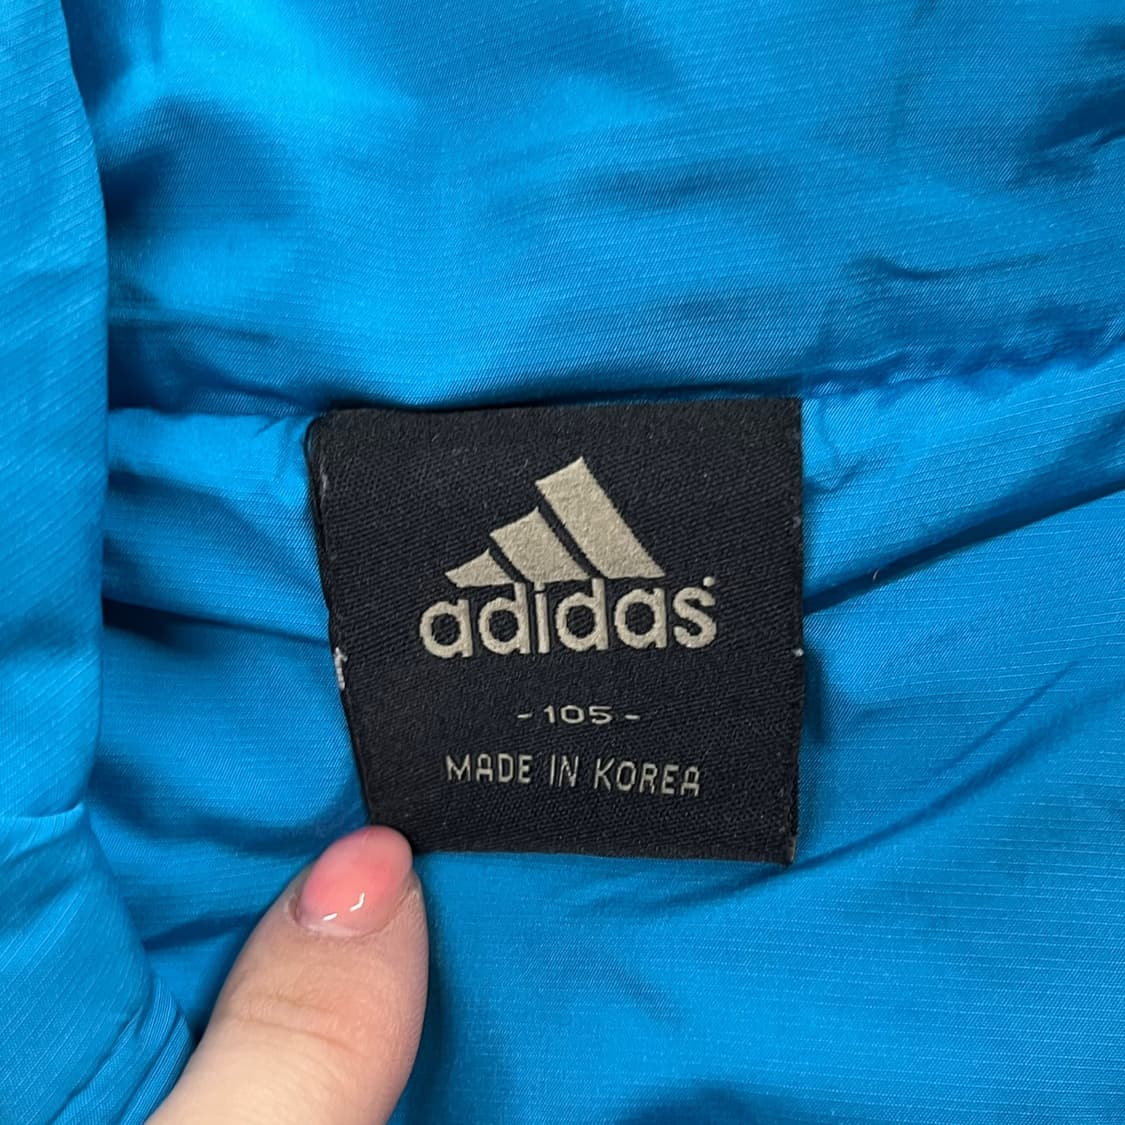 adidas
- 105 -
MADE IN KOREA